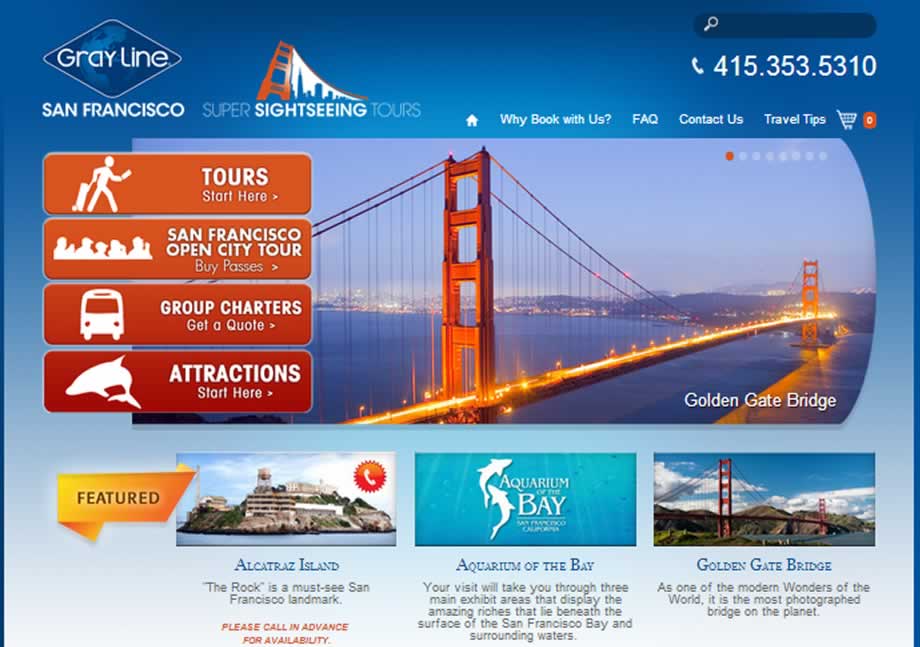 Gray Line
SAN FRANCISCO
SUPER SIGHTSEEING TOURS
415.353.5310
Why Book with Us?
FAQ
Contact Us
Travel Tips
0
TOURS
Start Here >
SAN FRANCISCO
OPEN CITY TOUR
Buy Passes >
GROUP CHARTERS
Get a Quote >
ATTRACTIONS
Start Here >
Golden Gate Bridge
FEATURED
AQUARIUM
OF THE
BAY
SAN FRANCISCO
CALIFORNIA
ALCATRAZ ISLAND
"The Rock" is a must-see San
Francisco landmark.
PLEASE CALL IN ADVANCE
FOR AVAILABILITY.
AQUARIUM OF THE BAY
Your visit will take you through three
main exhibit areas that display the
amazing riches that lie beneath the
surface of the San Francisco Bay and
surrounding waters.
GOLDEN GATE BRIDGE
As one of the modern Wonders of the
World, it is the most photographed
bridge on the planet.